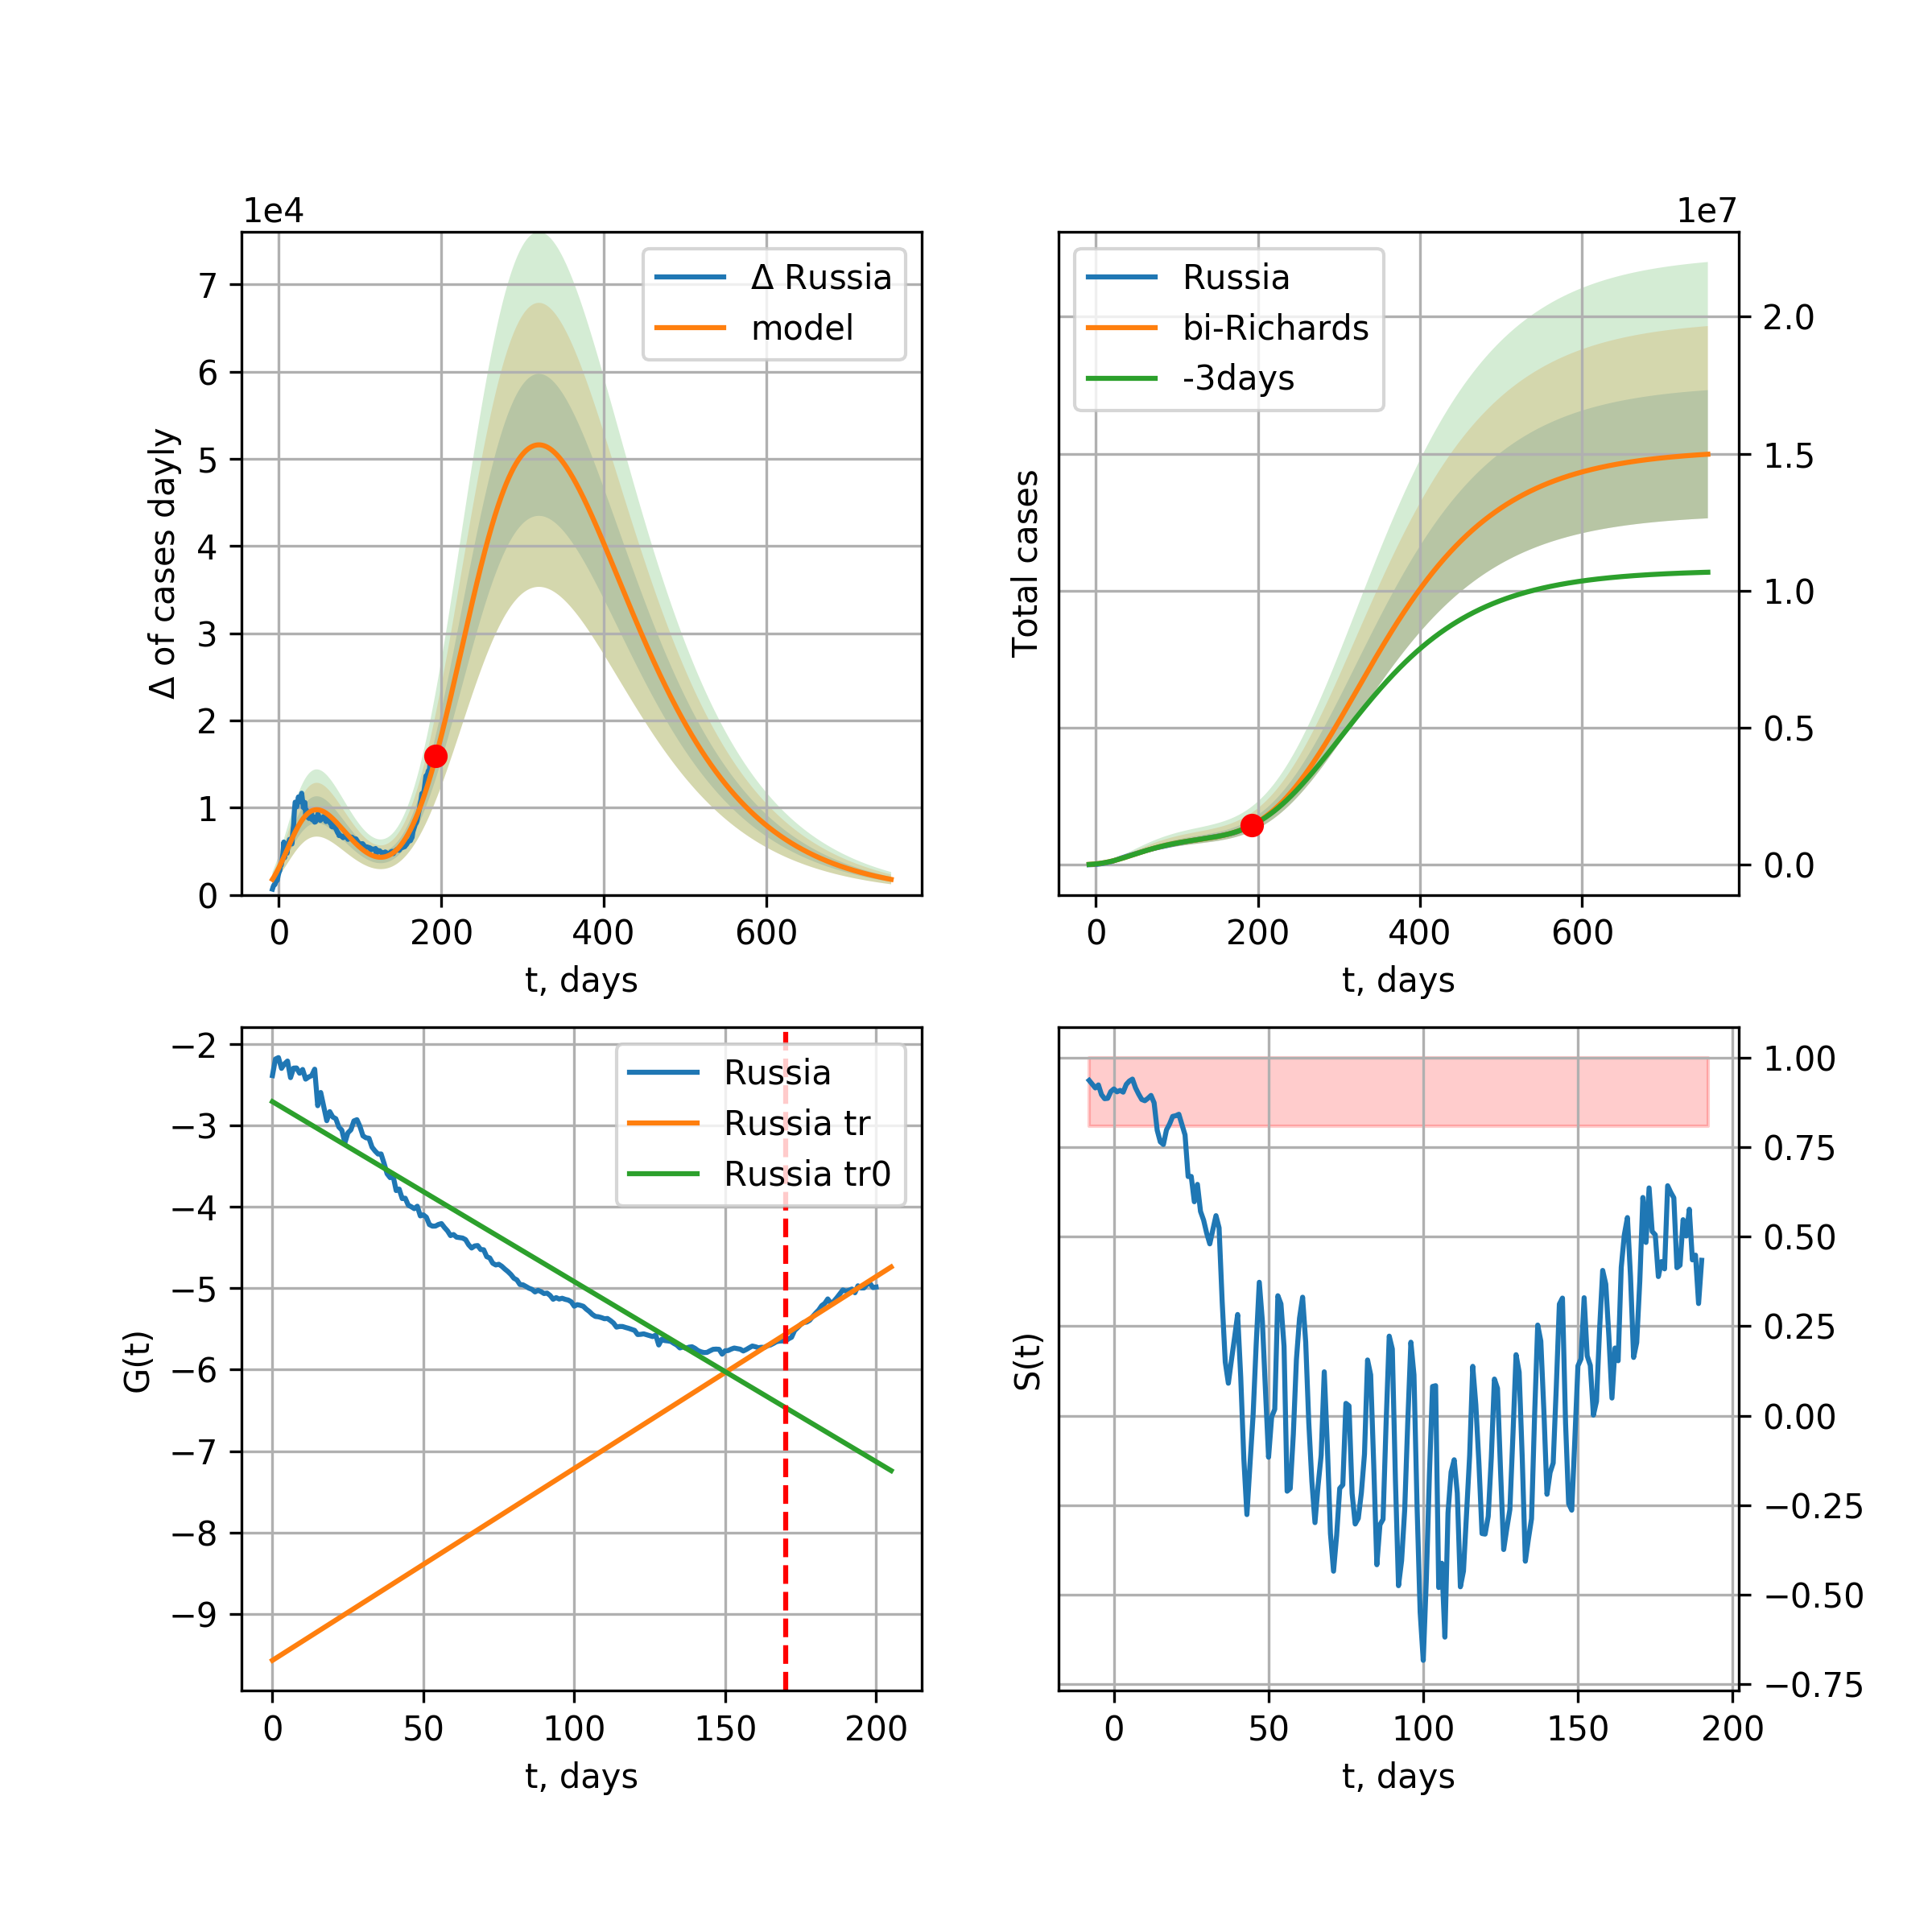 1e4
7
6
5
4
3
2
1
0
Δ of cases dayly
Δ Russia
model
0 200 400 600
t, days
1e7
Russia
bi-Richards
-3days
Total cases
2.0
1.5
1.0
0.5
0.0
0 200 400 600
t, days
−2
−3
−4
−5
−6
−7
−8
−9
G(t)
Russia
Russia tr
Russia tr0
0 50 100 150 200
t, days
S(t)
1.00
0.75
0.50
0.25
0.00
−0.25
−0.50
−0.75
0 50 100 150 200
t, days